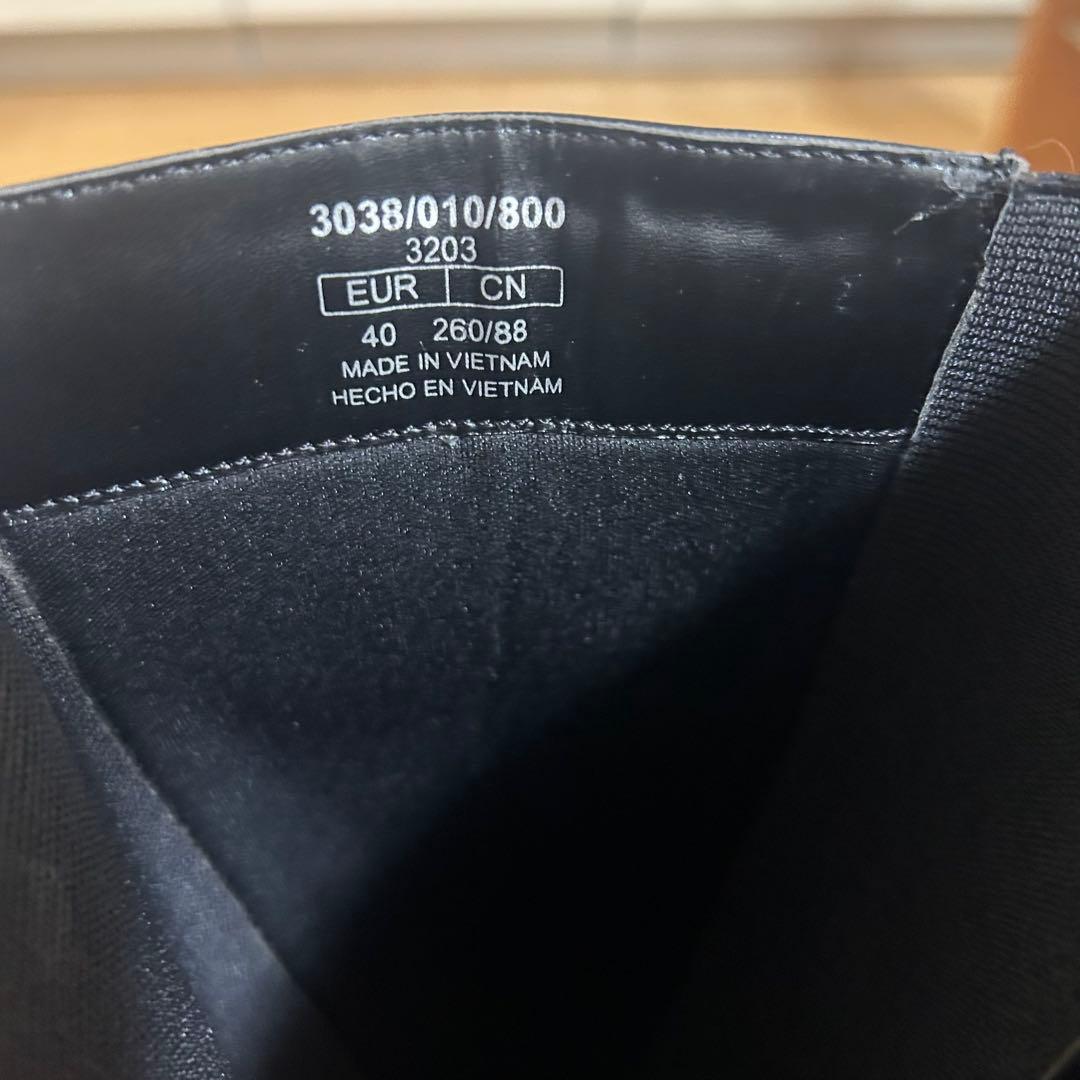 3038/010/800
3203
EUR CN
40 260/88
MADE IN VIETNAM
HECHO EN VIETNAM